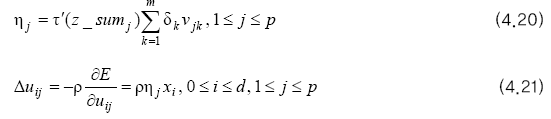 η_j = τ′(z_sum_j) ∑_{k=1}^{m} δ_k v_{jk}, 1 ≤ j ≤ p (4.20)
Δu_{ij} = −ρ ∂E/∂u_{ij} = ρη_j x_i, 0 ≤ i ≤ d, 1 ≤ j ≤ p (4.21)